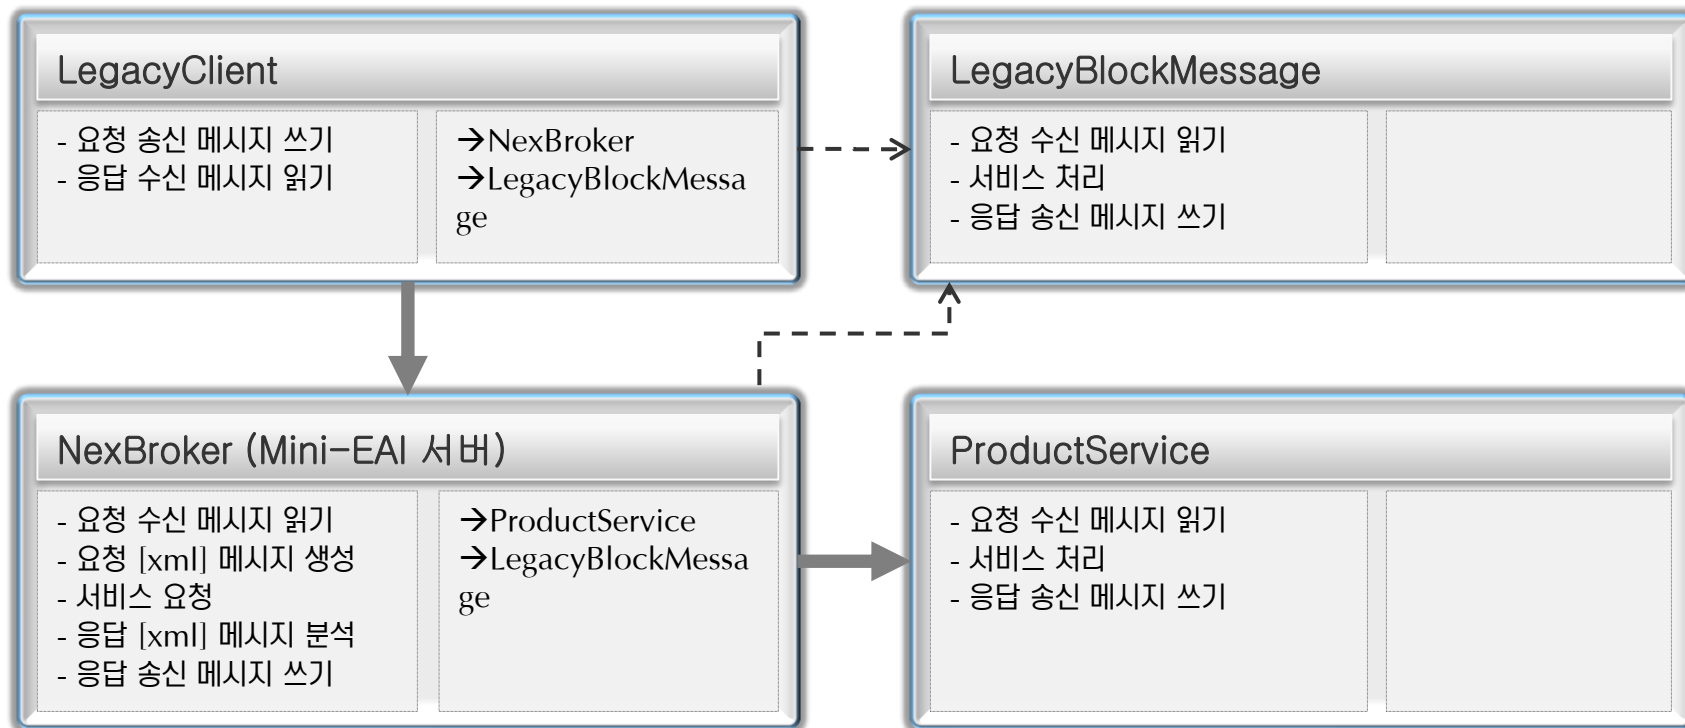 LegacyClient
- 요청 송신 메시지 쓰기
- 응답 수신 메시지 읽기
→NexBroker
→LegacyBlockMessa
ge
LegacyBlockMessage
- 요청 수신 메시지 읽기
- 서비스 처리
- 응답 송신 메시지 쓰기
NexBroker (Mini-EAI 서버)
- 요청 수신 메시지 읽기
- 요청 [xml] 메시지 생성
- 서비스 요청
- 응답 [xml] 메시지 분석
- 응답 송신 메시지 쓰기
→ProductService
→LegacyBlockMessa
ge
ProductService
- 요청 수신 메시지 읽기
- 서비스 처리
- 응답 송신 메시지 쓰기